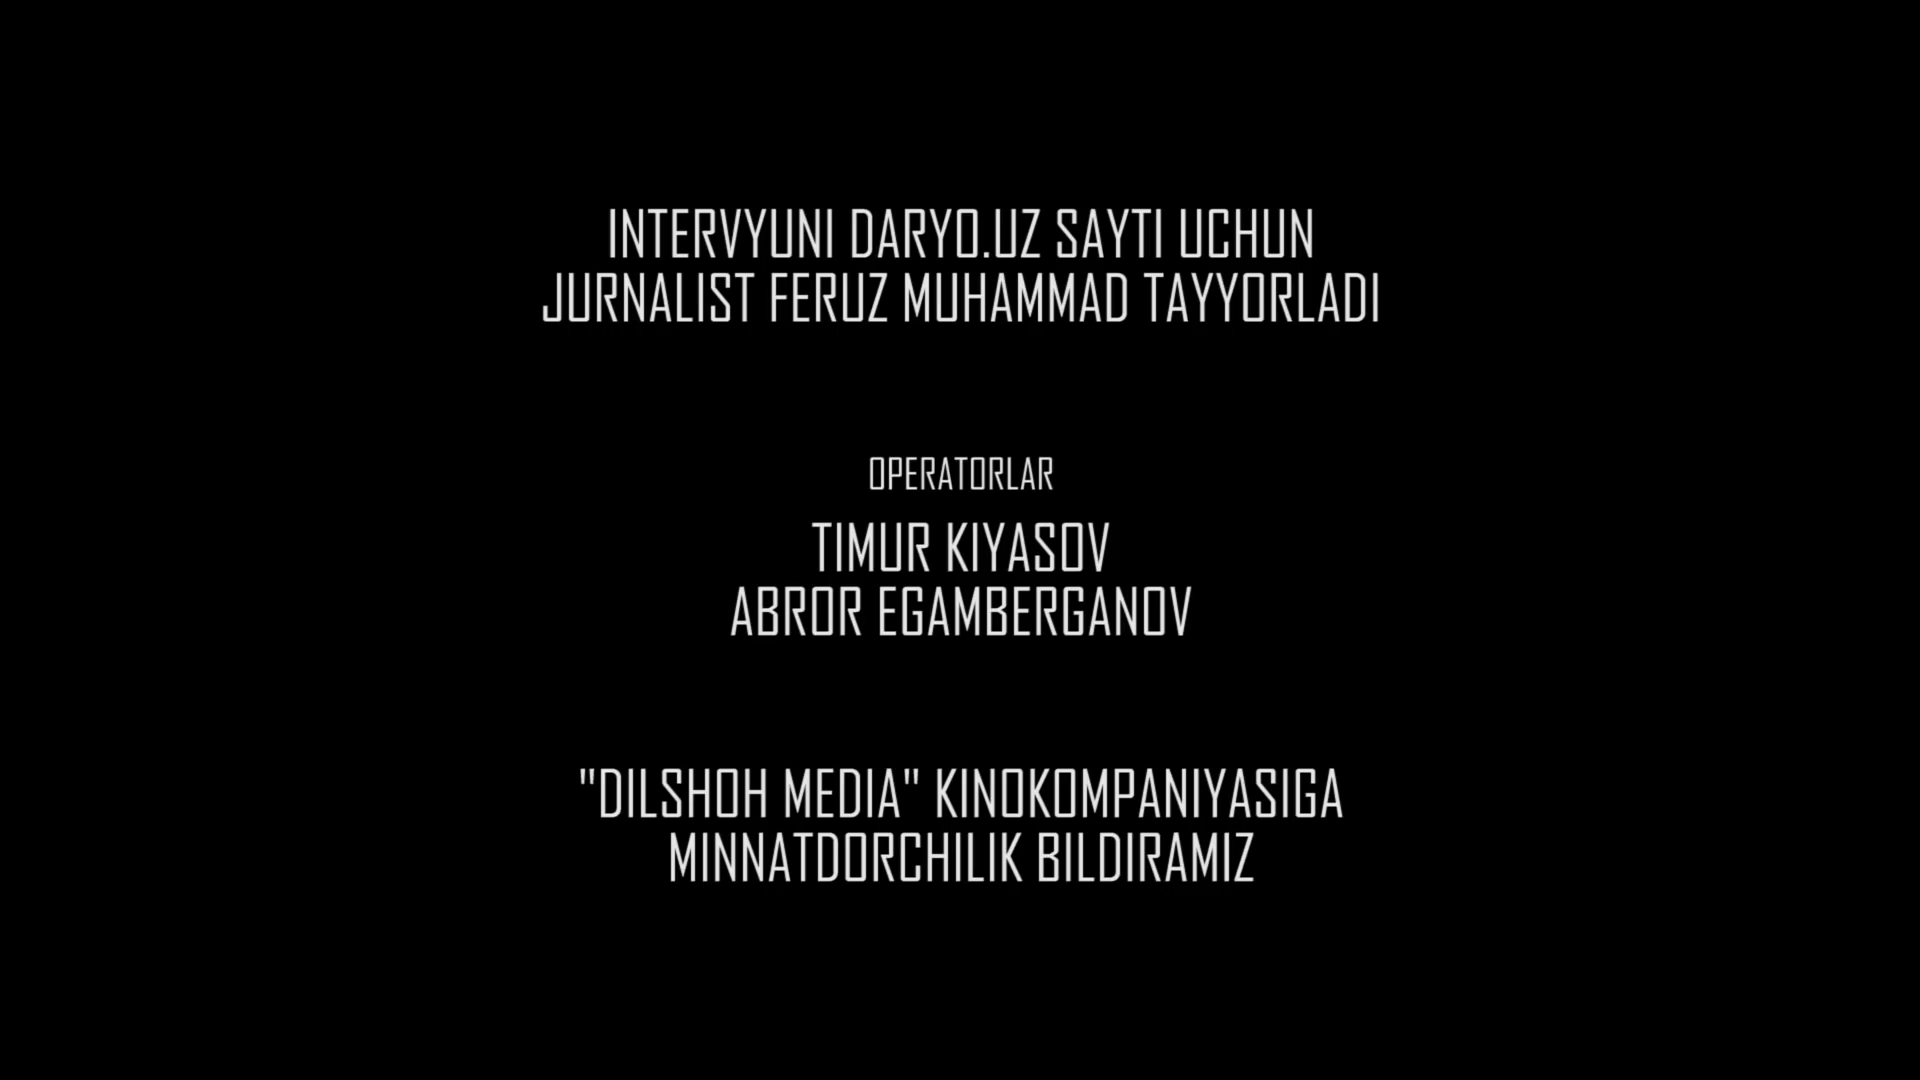 INTERVYUNI DARYO.UZ SAYTI UCHUN
JURNALIST FERUZ MUHAMMAD TAYYORLADI
OPERATORLAR
TIMUR KIYASOV
ABROR EGAMBERGANOV
"DILSHOH MEDIA" KINOKOMPANIYASIGA
MINNATDORCHILIK BILDIRAMIZ